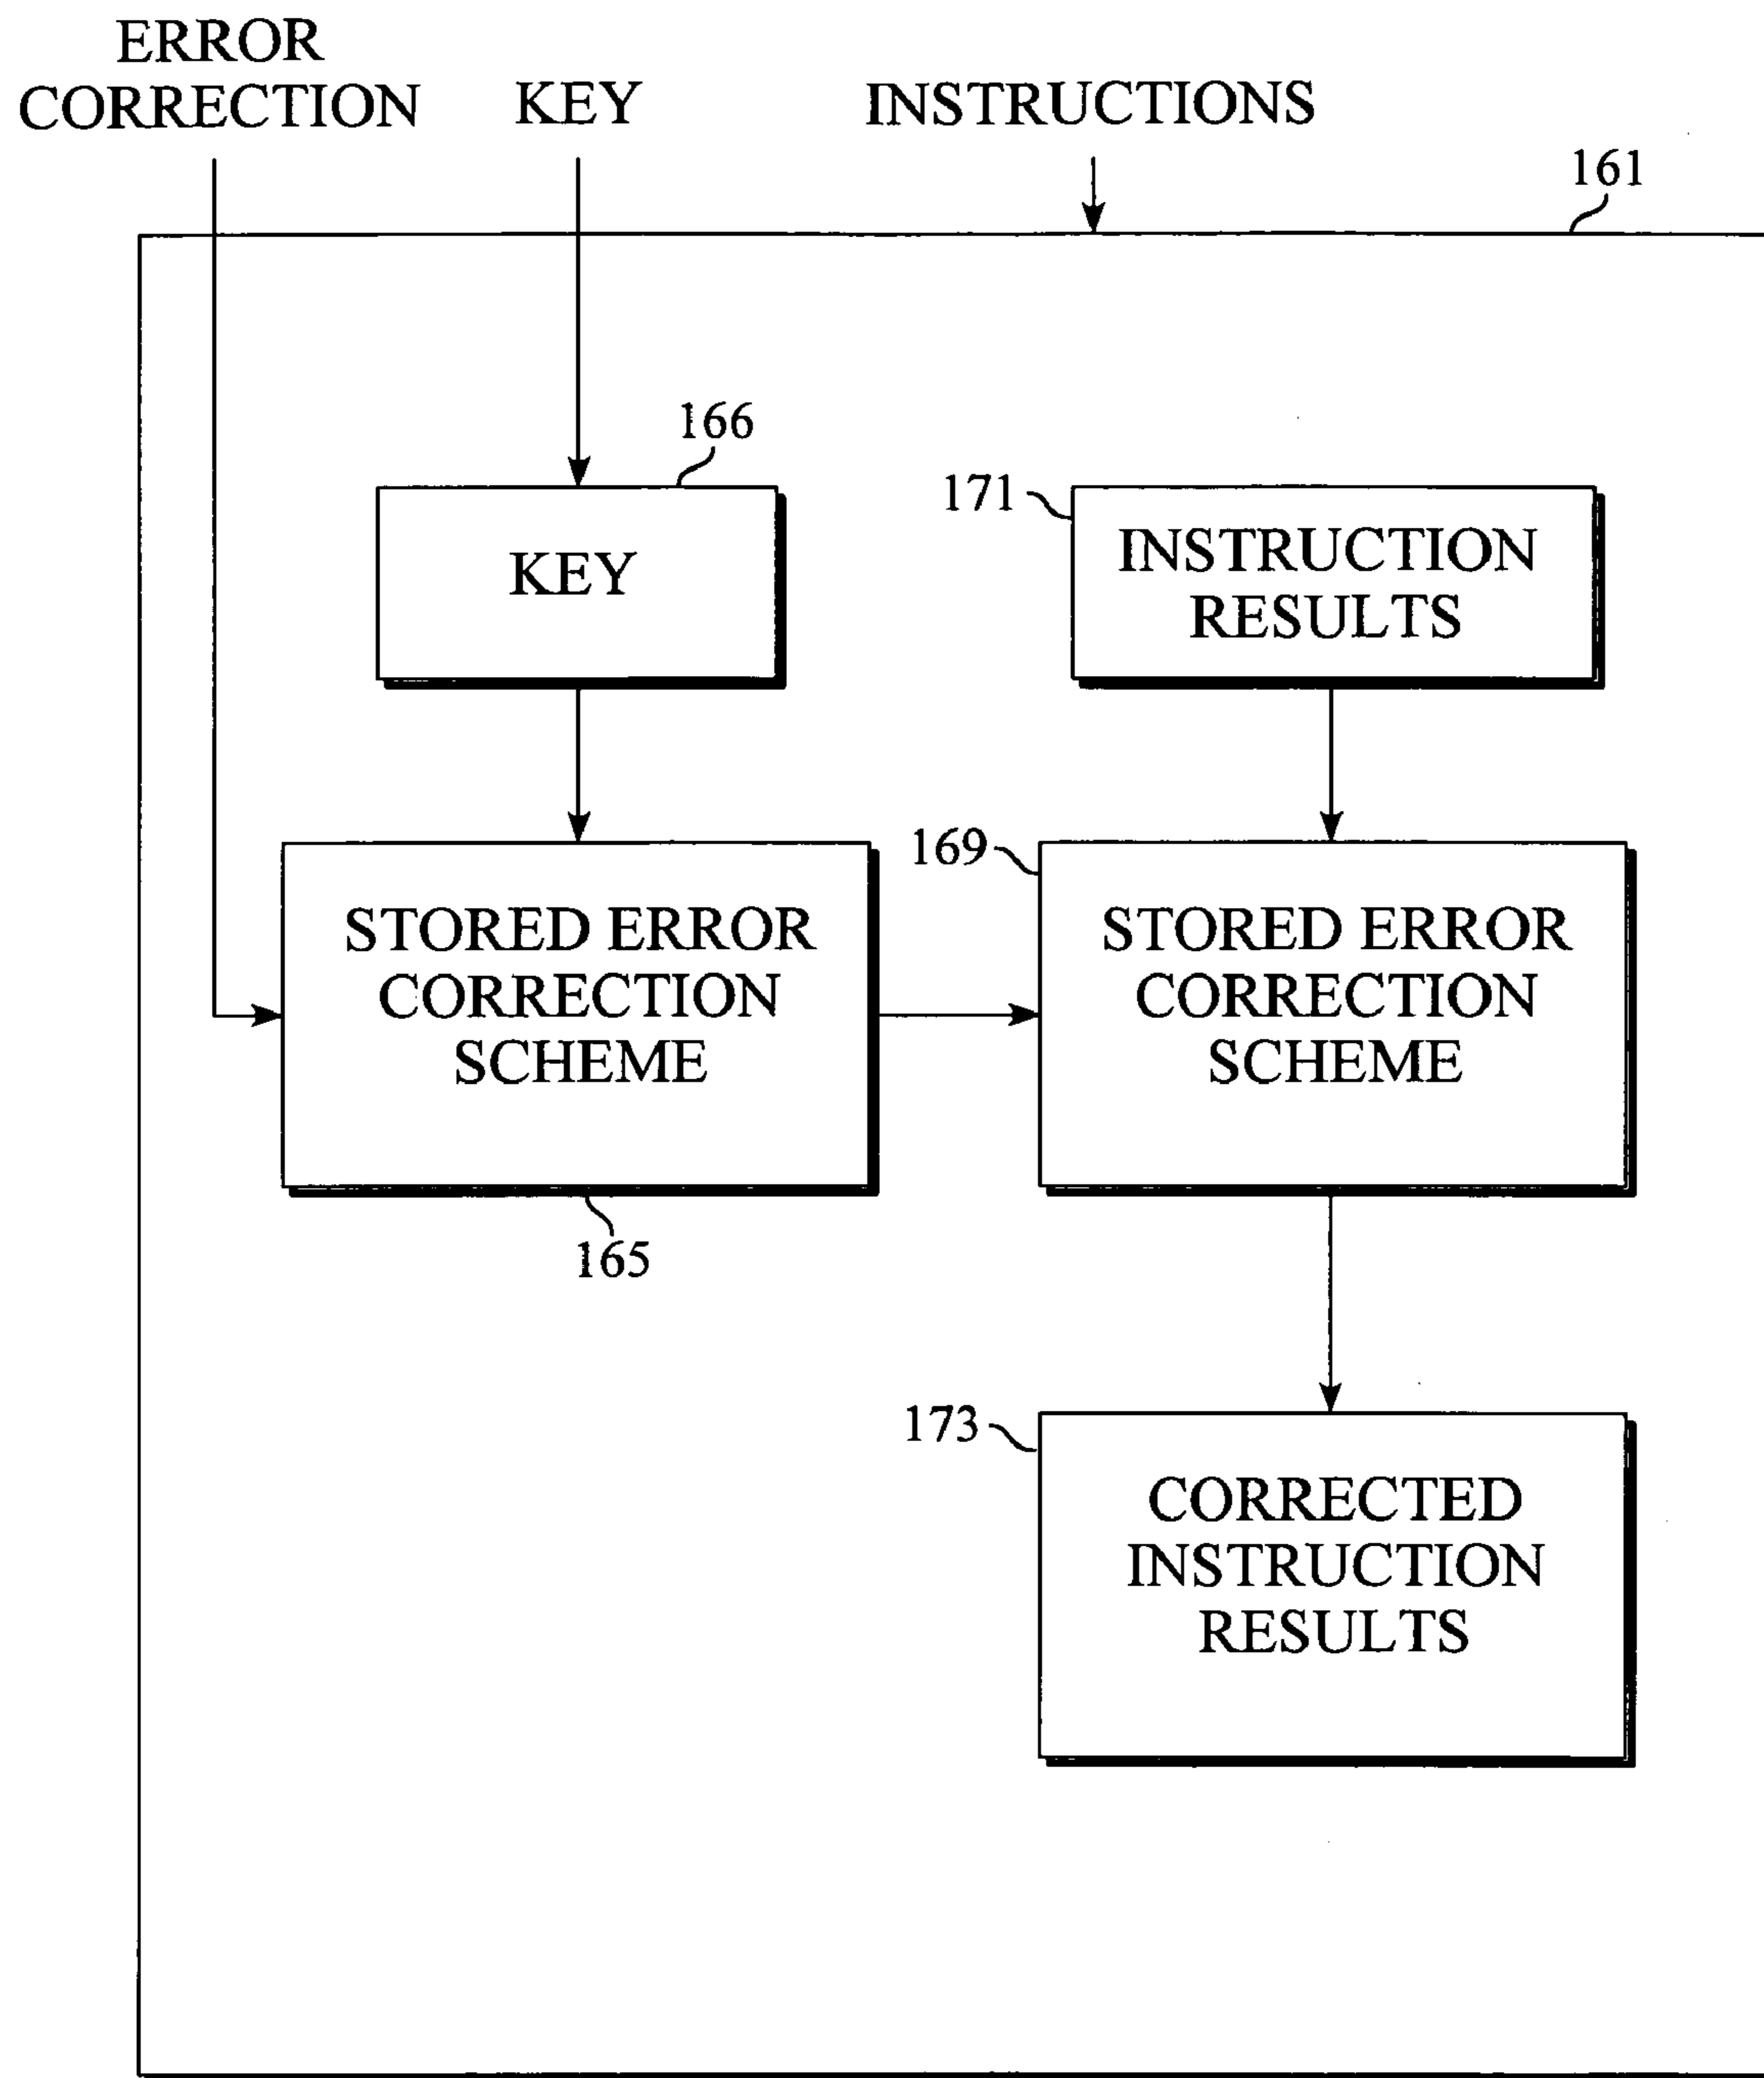 ERROR
CORRECTION
KEY
INSTRUCTIONS
161
166
KEY
171
INSTRUCTION
RESULTS
STORED ERROR
CORRECTION
SCHEME
165
169
STORED ERROR
CORRECTION
SCHEME
173
CORRECTED
INSTRUCTION
RESULTS